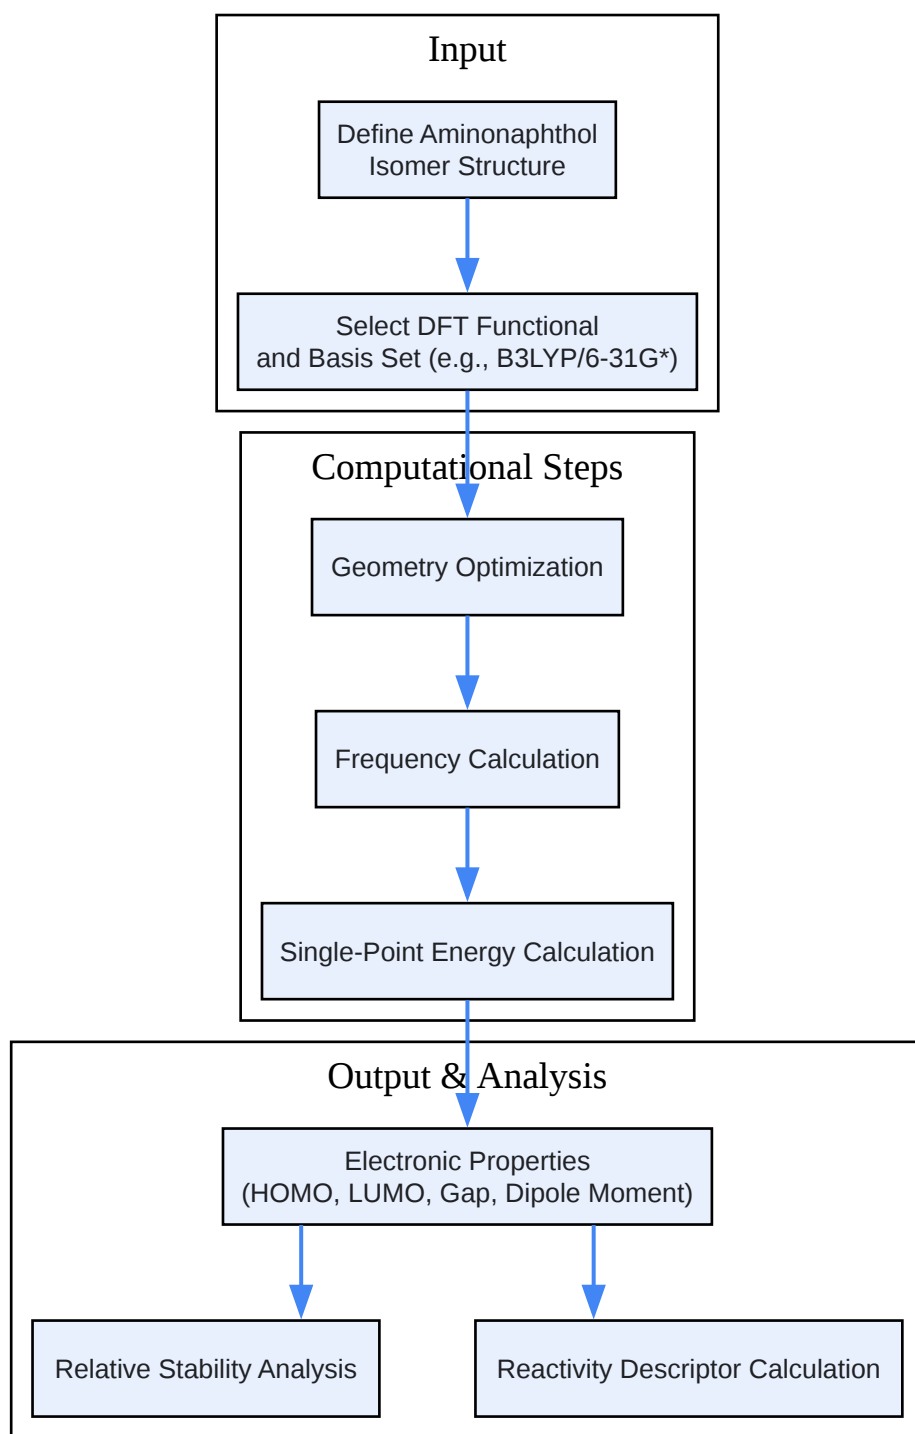 Input
Define Aminonaphthol
Isomer Structure
Select DFT Functional
and Basis Set (e.g., B3LYP/6-31G*)
Computational Steps
Geometry Optimization
Frequency Calculation
Single-Point Energy Calculation
Output & Analysis
Electronic Properties
(HOMO, LUMO, Gap, Dipole Moment)
Relative Stability Analysis
Reactivity Descriptor Calculation